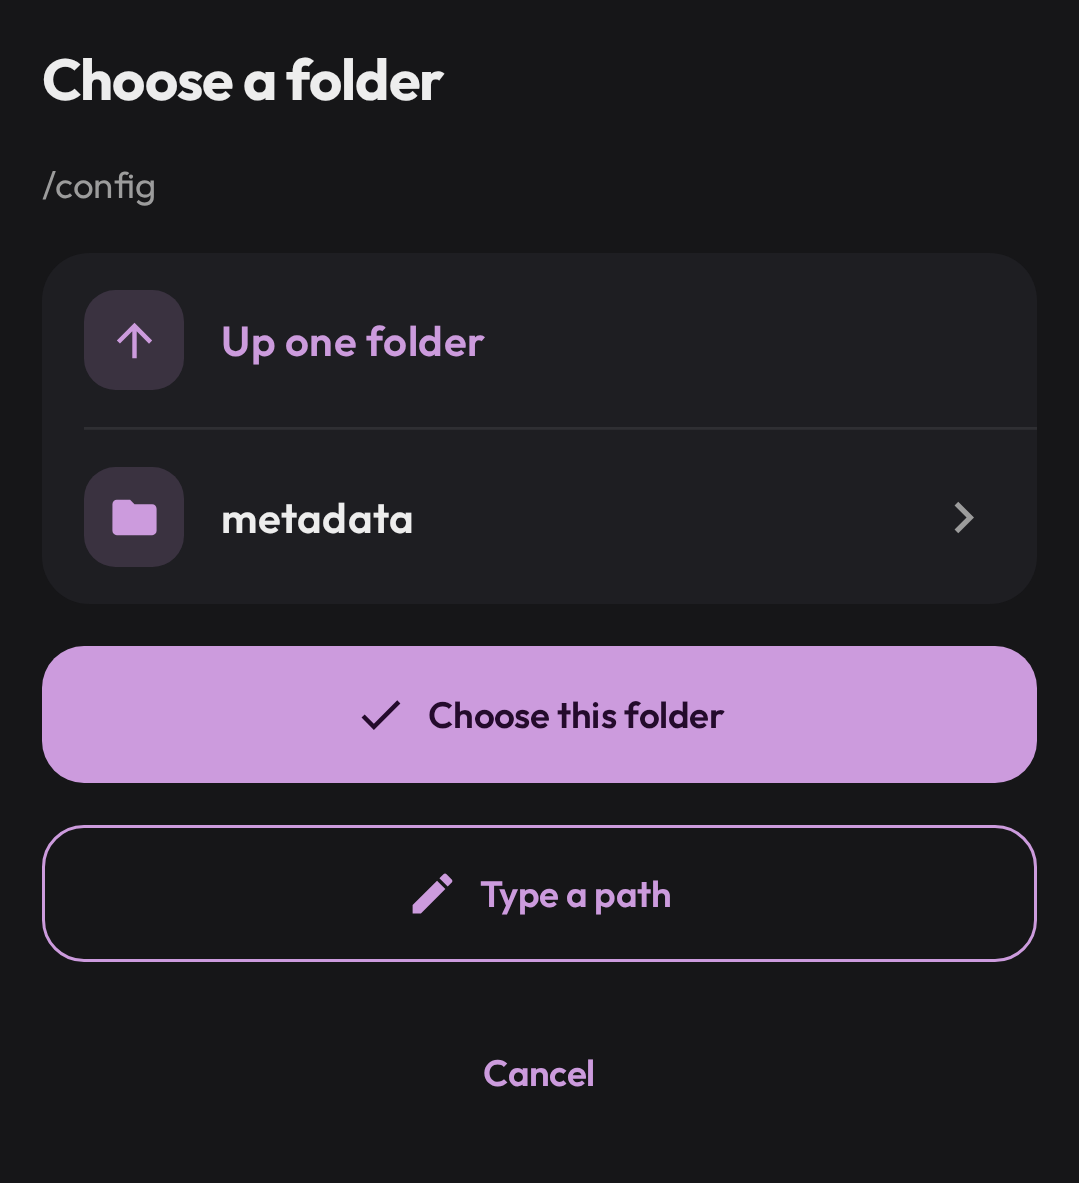 Choose a folder
/config
Up one folder
metadata
Choose this folder
Type a path
Cancel